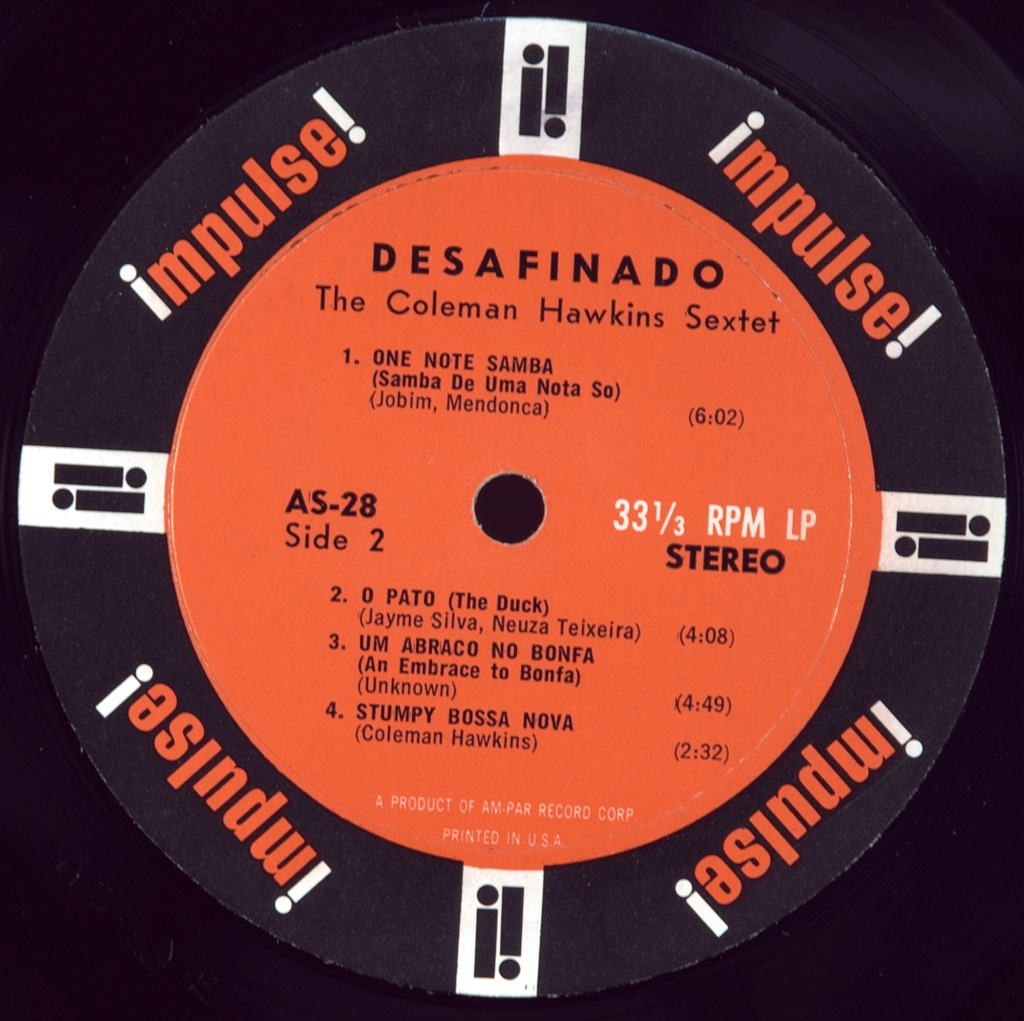 impulse!
impulse!
DESAFINADO
The Coleman Hawkins Sextet
1. ONE NOTE SAMBA
(Samba De Uma Nota So)
(Jobim, Mendonca) (6:02)
AS-28
Side 2
33 1/3 RPM LP
STEREO
2. O PATO (The Duck)
(Jayme Silva, Neuza Teixeira) (4:08)
3. UM ABRACO NO BONFA
(An Embrace to Bonfa)
(Unknown) (4:49)
4. STUMPY BOSSA NOVA
(Coleman Hawkins) (2:32)
A PRODUCT OF AM-PAR RECORD CORP
PRINTED IN U.S.A.
impulse!
impulse!